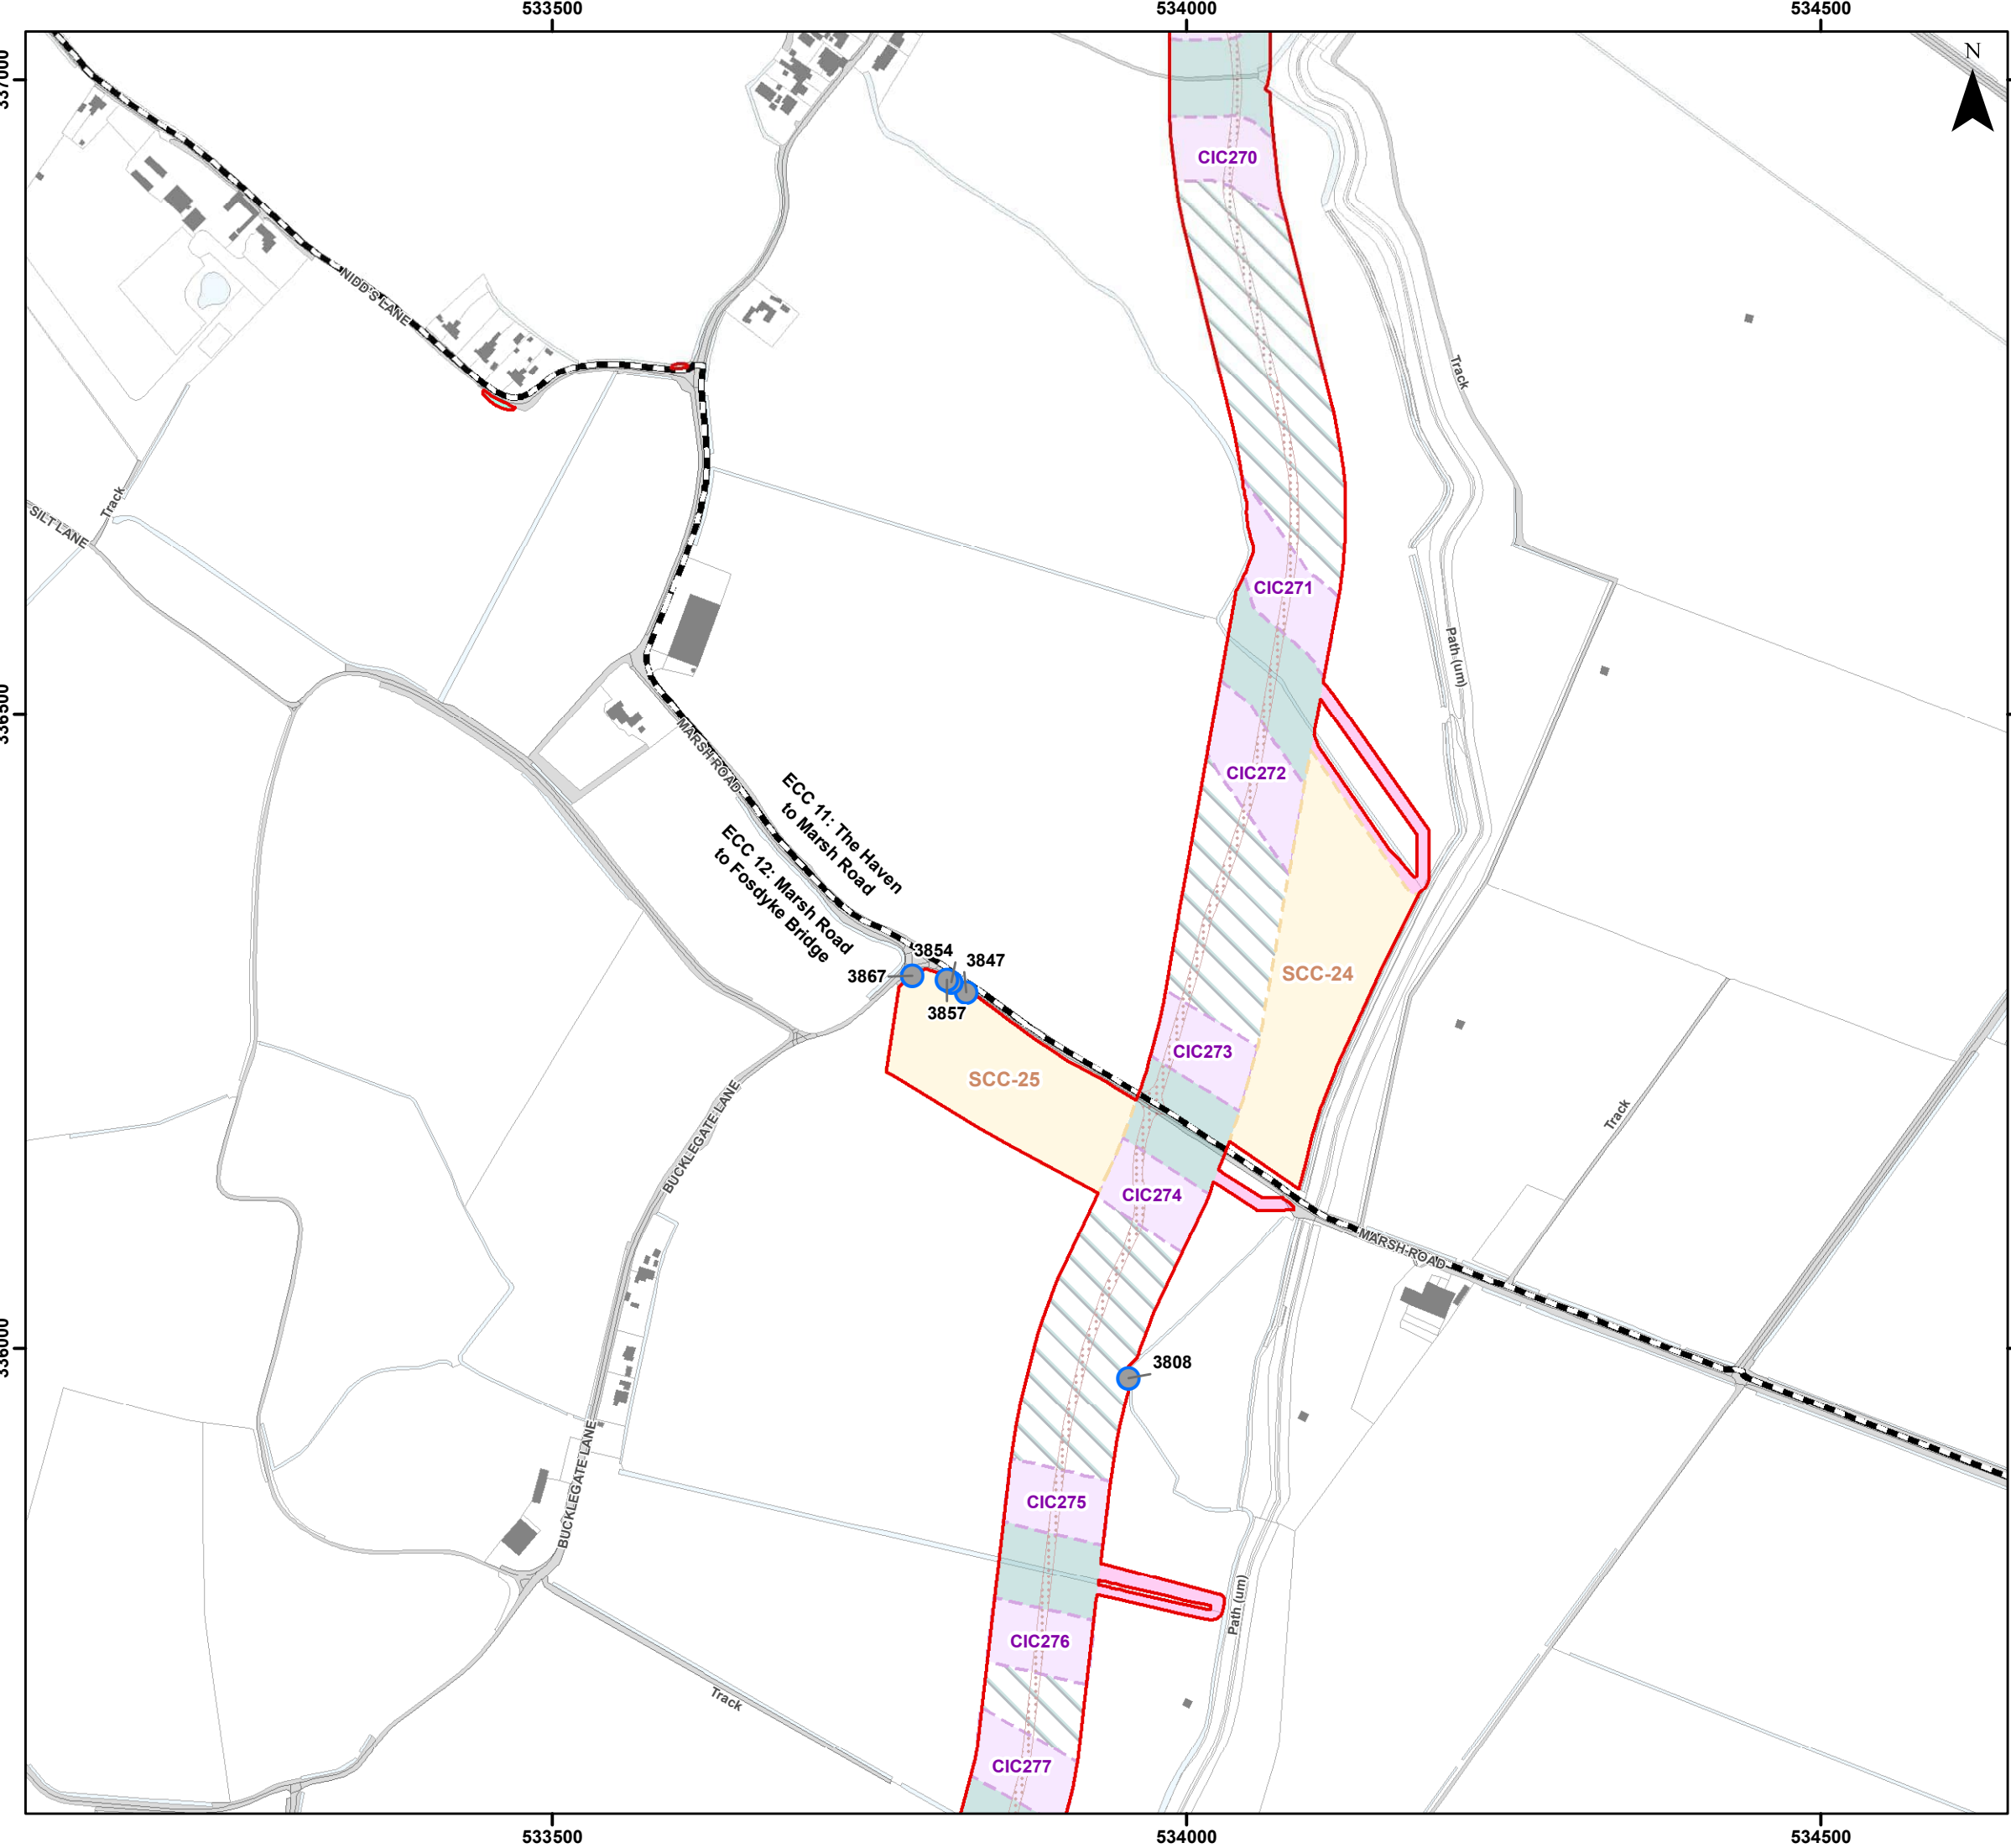 533500
534000
534500
N
337000
CIC270
NIDD'S LANE
Track
Track
SILT LANE
CIC271
Path (um)
336500
MARSH ROAD
CIC272
ECC 11: The Haven
to Marsh Road
ECC 12: Marsh Road
to Fosdyke Bridge
3854
3847
3867
3857
SCC-24
CIC273
SCC-25
Track
BUCKLEGATE LANE
CIC274
MARSH ROAD
336000
3808
BUCKLEGATE LANE
CIC275
Path (um)
CIC276
Track
CIC277
533500
534000
534500